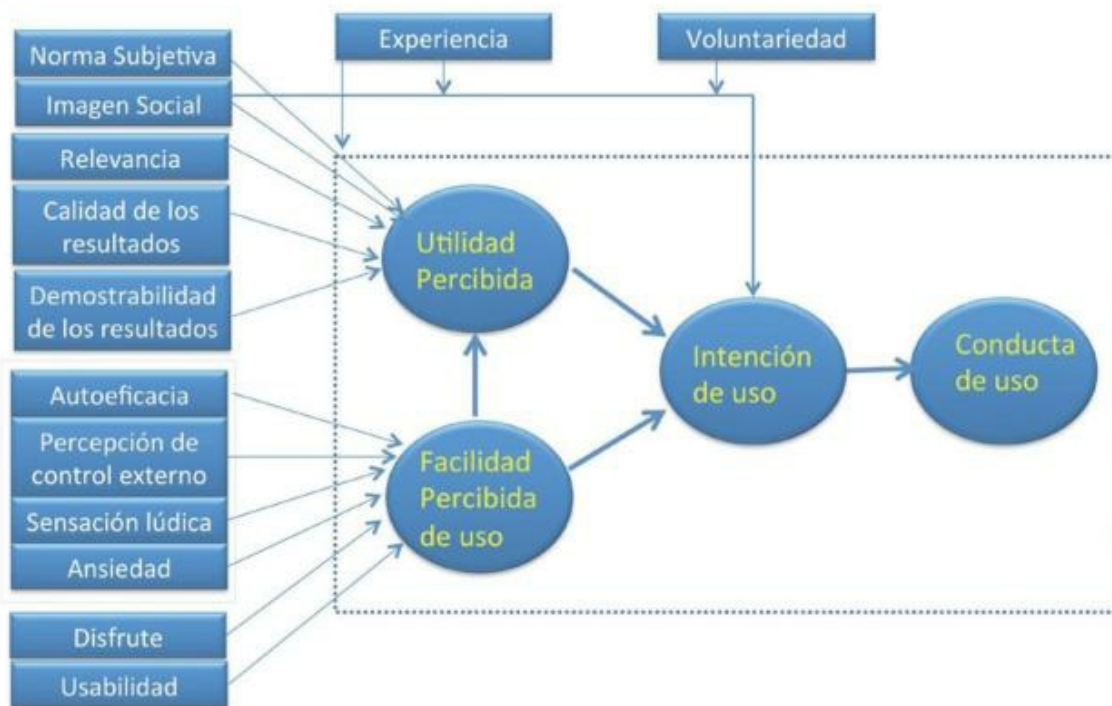 Experiencia
Voluntariedad
Norma Subjetiva
Imagen Social
Relevancia
Calidad de los
resultados
Demostrabilidad
de los resultados
Autoeficacia
Percepción de
control externo
Sensación lúdica
Ansiedad
Disfrute
Usabilidad
Utilidad
Percibida
Facilidad
Percibida
de uso
Intención
de uso
Conducta
de uso